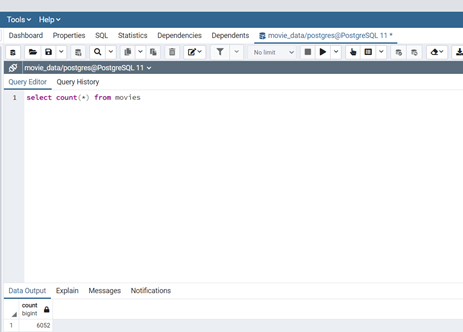 Tools Help
Dashboard Properties SQL Statistics Dependencies Dependents movie_data/postgres@PostgreSQL 11 *
No limit
movie_data/postgres@PostgreSQL 11
Query Editor Query History
1 select count(*) from movies
Data Output Explain Messages Notifications
count
bigint
1 6052